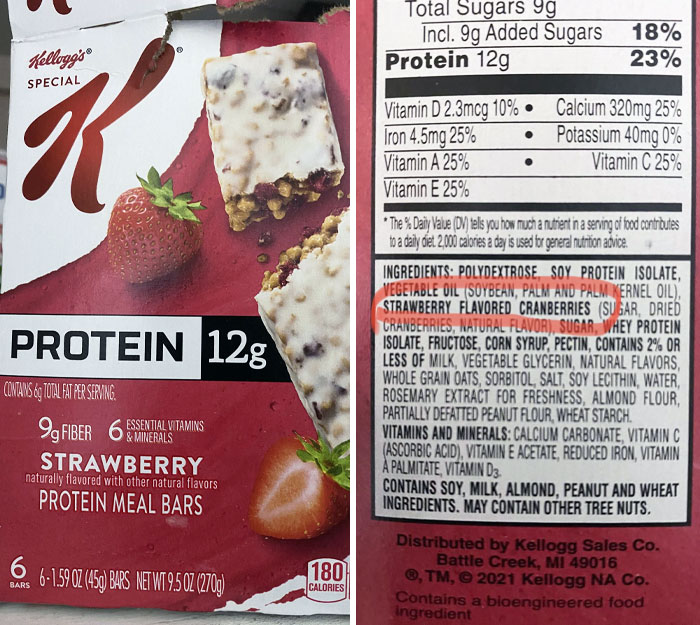 Kellogg's®
SPECIAL
K®
PROTEIN 12g
CONTAINS 6g TOTAL FAT PER SERVING.
9g FIBER 6 ESSENTIAL VITAMINS
& MINERALS
STRAWBERRY
naturally flavored with other natural flavors
PROTEIN MEAL BARS
6
BARS
6-1.59 OZ (45g) BARS NET WT 9.5 OZ (270g)
180
CALORIES
Total Sugars 9g
Incl. 9g Added Sugars 18%
Protein 12g 23%
Vitamin D 2.3mcg 10% • Calcium 320mg 25%
Iron 4.5mg 25% • Potassium 40mg 0%
Vitamin A 25% • Vitamin C 25%
Vitamin E 25%
* The % Daily Value (DV) tells you how much a nutrient in a serving of food contributes
to a daily diet. 2,000 calories a day is used for general nutrition advice.
INGREDIENTS: POLYDEXTROSE, SOY PROTEIN ISOLATE,
VEGETABLE OIL (SOYBEAN, PALM AND PALM KERNEL OIL),
STRAWBERRY FLAVORED CRANBERRIES (SUGAR, DRIED
CRANBERRIES, NATURAL FLAVOR), SUGAR, WHEY PROTEIN
ISOLATE, FRUCTOSE, CORN SYRUP, PECTIN, CONTAINS 2% OR
LESS OF MILK, VEGETABLE GLYCERIN, NATURAL FLAVORS,
WHOLE GRAIN OATS, SORBITOL, SALT, SOY LECITHIN, WATER,
ROSEMARY EXTRACT FOR FRESHNESS, ALMOND FLOUR,
PARTIALLY DEFATTED PEANUT FLOUR, WHEAT STARCH.
VITAMINS AND MINERALS: CALCIUM CARBONATE, VITAMIN C
(ASCORBIC ACID), VITAMIN E ACETATE, REDUCED IRON, VITAMIN
A PALMITATE, VITAMIN D3.
CONTAINS SOY, MILK, ALMOND, PEANUT AND WHEAT
INGREDIENTS. MAY CONTAIN OTHER TREE NUTS.
Distributed by Kellogg Sales Co.
Battle Creek, MI 49016
®, TM, © 2021 Kellogg NA Co.
Contains a bioengineered food
ingredient